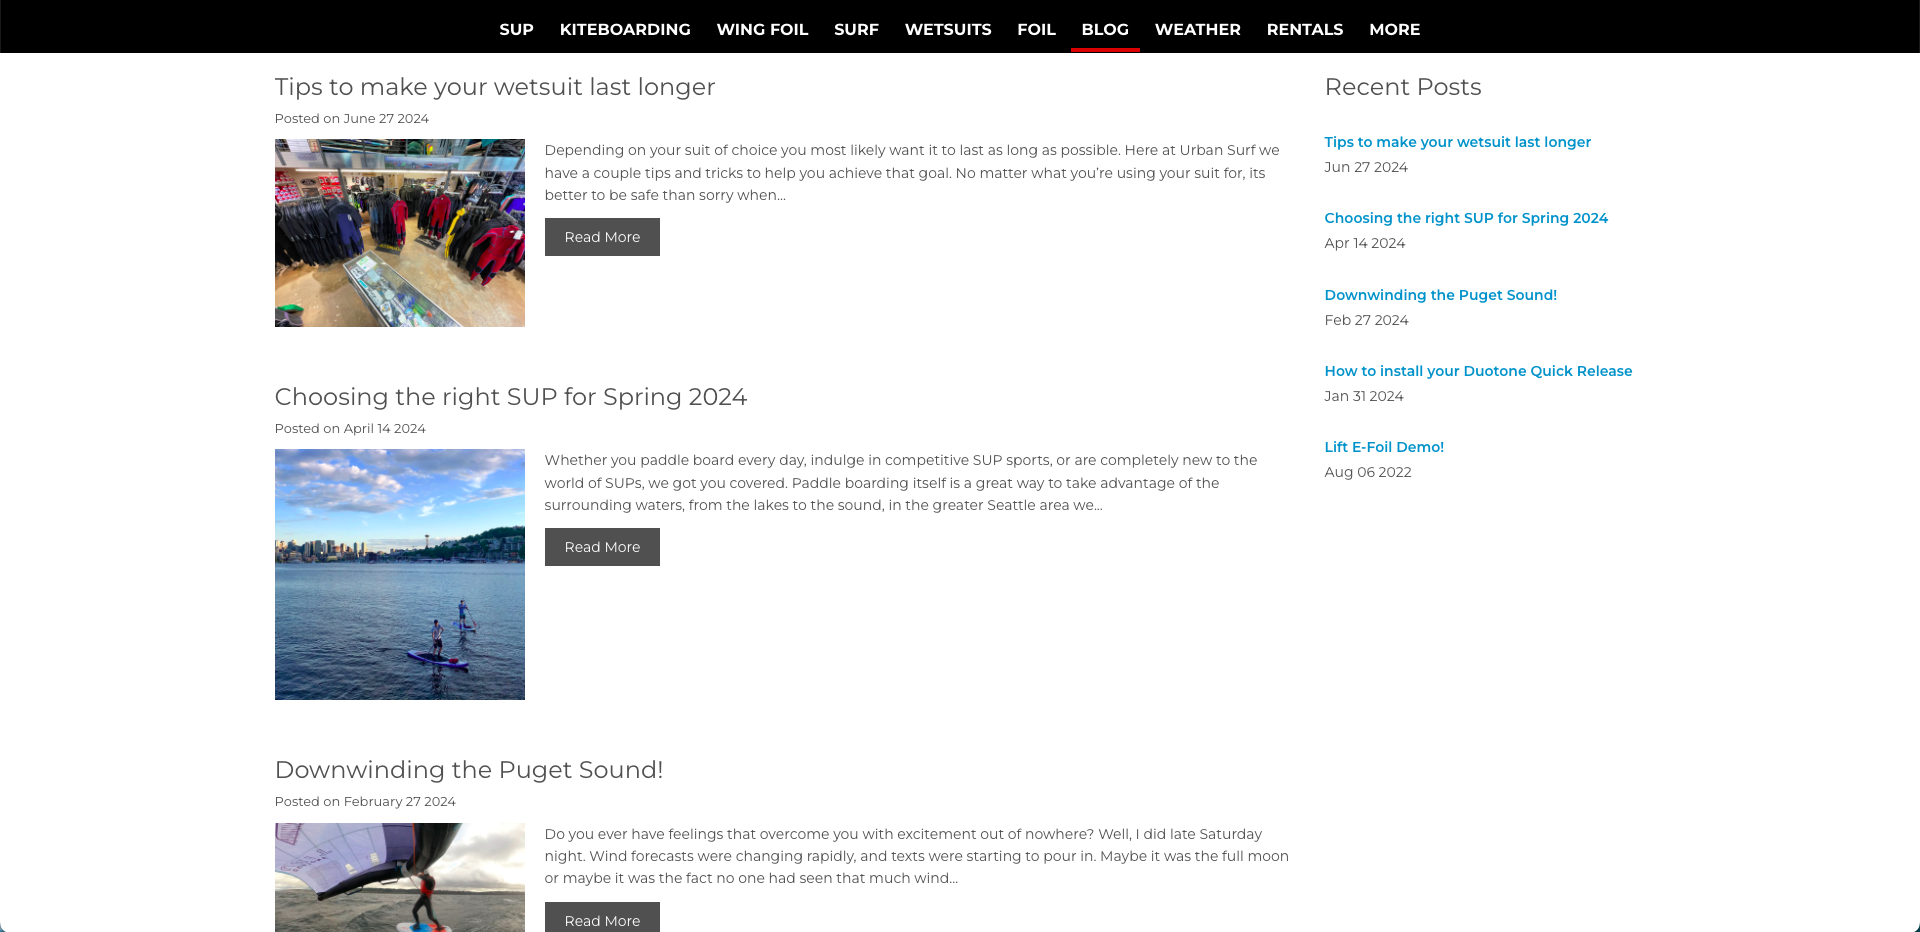 SUP KITEBOARDING WING FOIL SURF WETSUITS FOIL BLOG WEATHER RENTALS MORE
Tips to make your wetsuit last longer
Posted on June 27 2024
Depending on your suit of choice you most likely want it to last as long as possible. Here at Urban Surf we
have a couple tips and tricks to help you achieve that goal. No matter what you’re using your suit for, its
better to be safe than sorry when...
Read More
Choosing the right SUP for Spring 2024
Posted on April 14 2024
Whether you paddle board every day, indulge in competitive SUP sports, or are completely new to the
world of SUPs, we got you covered. Paddle boarding itself is a great way to take advantage of the
surrounding waters, from the lakes to the sound, in the greater Seattle area we...
Read More
Downwinding the Puget Sound!
Posted on February 27 2024
Do you ever have feelings that overcome you with excitement out of nowhere? Well, I did late Saturday
night. Wind forecasts were changing rapidly, and texts were starting to pour in. Maybe it was the full moon
or maybe it was the fact no one had seen that much wind...
Read More
Recent Posts
Tips to make your wetsuit last longer
Jun 27 2024
Choosing the right SUP for Spring 2024
Apr 14 2024
Downwinding the Puget Sound!
Feb 27 2024
How to install your Duotone Quick Release
Jan 31 2024
Lift E-Foil Demo!
Aug 06 2022